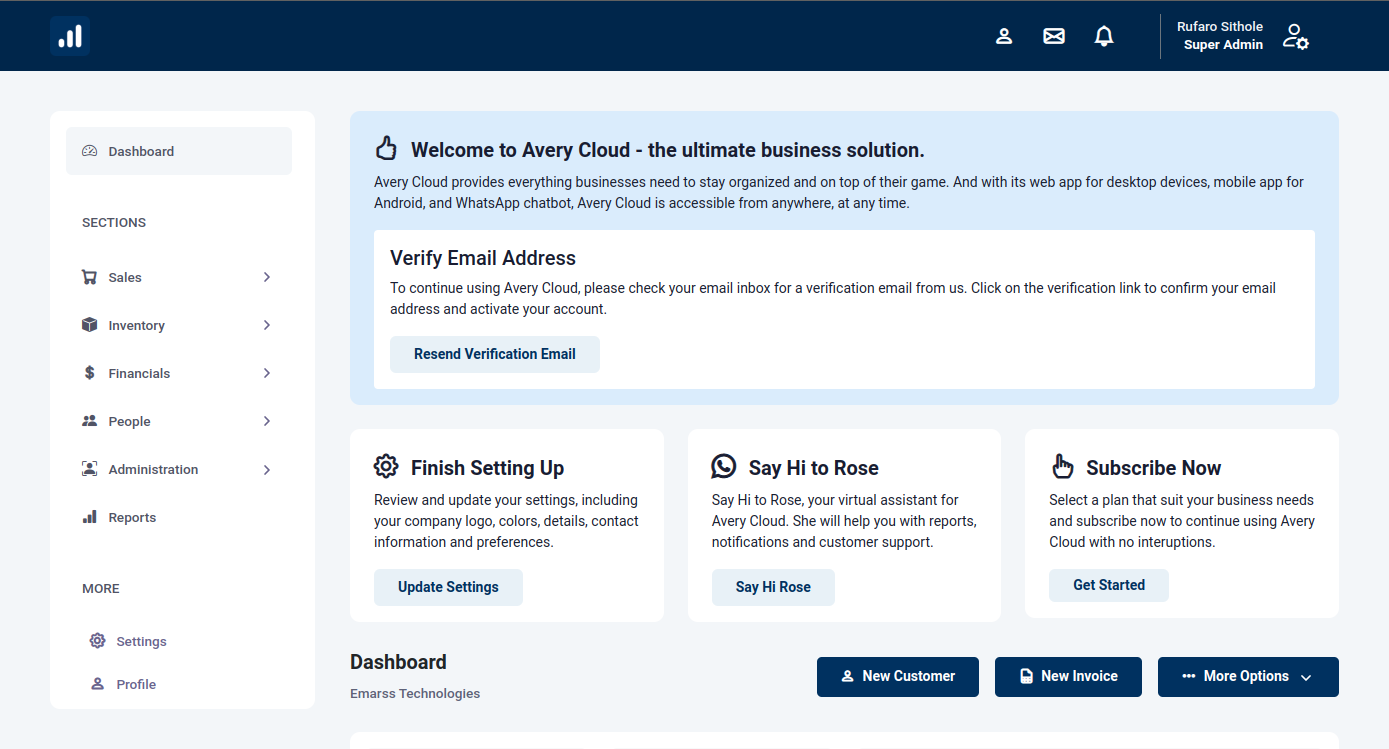 Rufaro Sithole
Super Admin
Dashboard
SECTIONS
Sales
Inventory
Financials
People
Administration
Reports
MORE
Settings
Profile
Welcome to Avery Cloud - the ultimate business solution.
Avery Cloud provides everything businesses need to stay organized and on top of their game. And with its web app for desktop devices, mobile app for
Android, and WhatsApp chatbot, Avery Cloud is accessible from anywhere, at any time.
Verify Email Address
To continue using Avery Cloud, please check your email inbox for a verification email from us. Click on the verification link to confirm your email
address and activate your account.
Resend Verification Email
Finish Setting Up
Review and update your settings, including
your company logo, colors, details, contact
information and preferences.
Update Settings
Say Hi to Rose
Say Hi to Rose, your virtual assistant for
Avery Cloud. She will help you with reports,
notifications and customer support.
Say Hi Rose
Subscribe Now
Select a plan that suit your business needs
and subscribe now to continue using Avery
Cloud with no interuptions.
Get Started
Dashboard
Emarss Technologies
New Customer
New Invoice
More Options